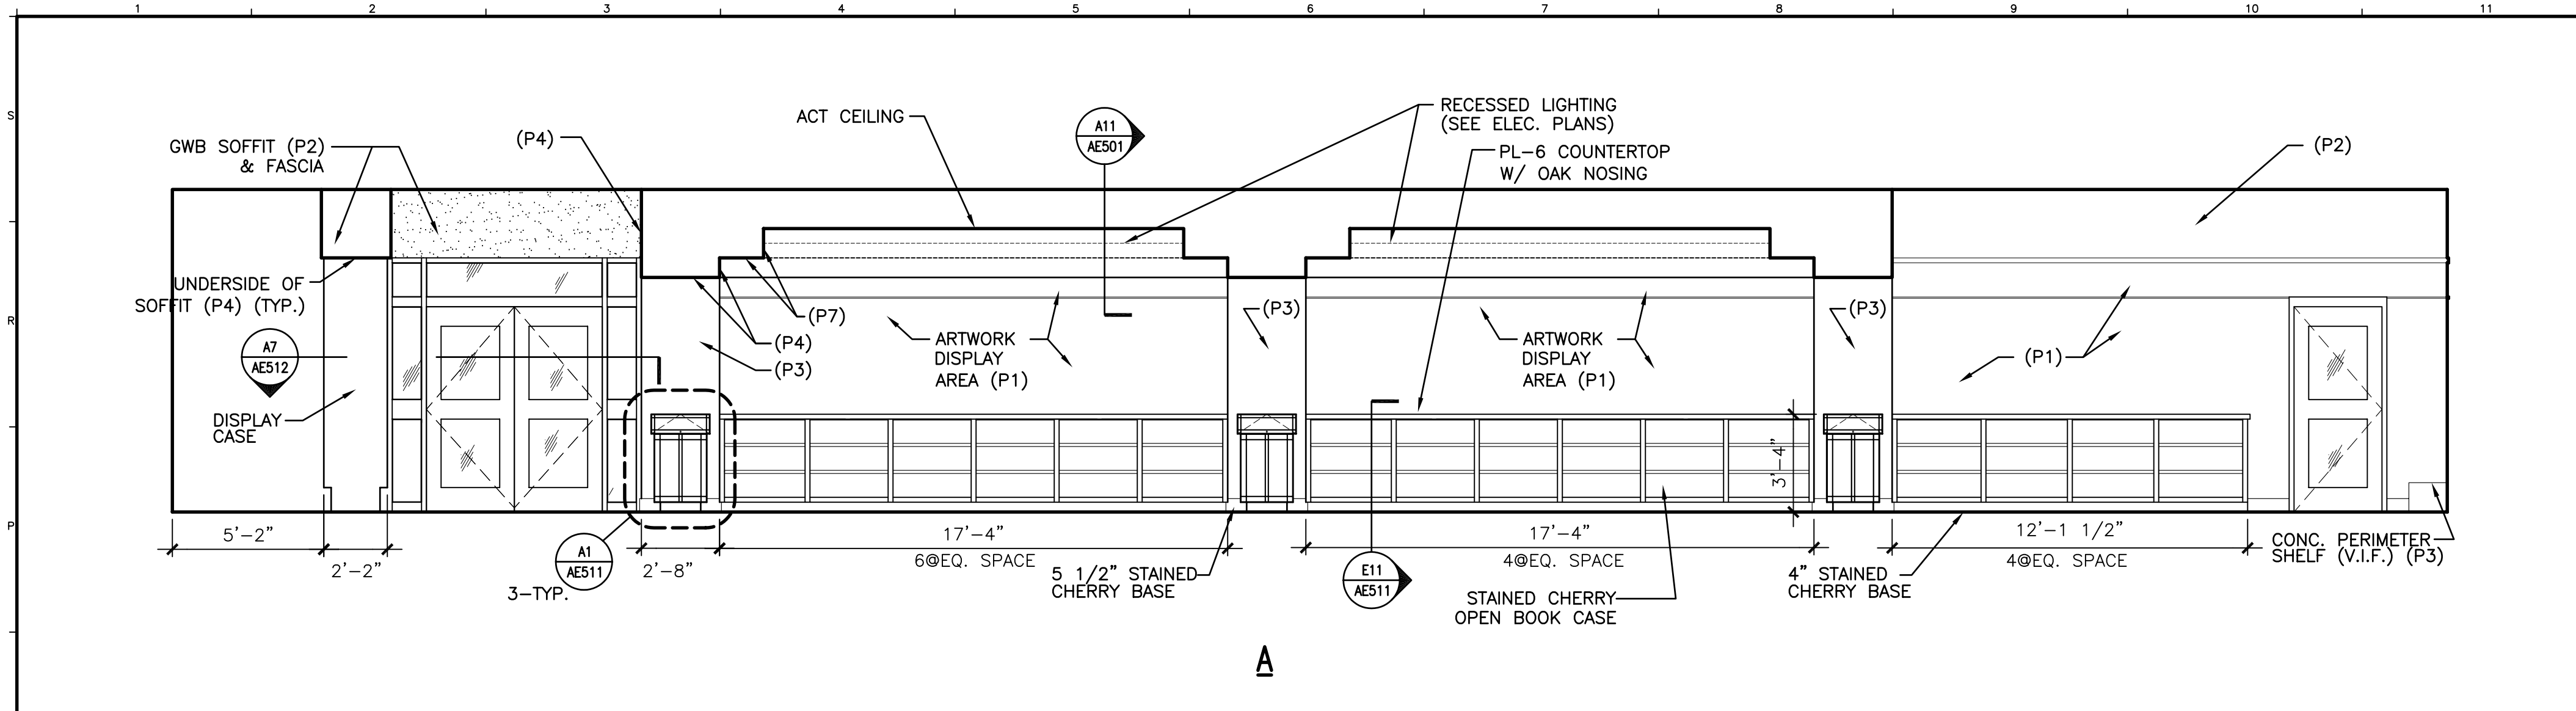 1 2 3 4 5 6 7 8 9 10 11
S
R
P
GWB SOFFIT (P2)
& FASCIA
(P4)
ACT CEILING
A11
AE501
RECESSED LIGHTING
(SEE ELEC. PLANS)
PL-6 COUNTERTOP
W/ OAK NOSING
(P2)
UNDERSIDE OF
SOFFIT (P4) (TYP.)
A7
AE512
DISPLAY
CASE
(P7)
(P4)
(P3)
ARTWORK
DISPLAY
AREA (P1)
(P3)
ARTWORK
DISPLAY
AREA (P1)
(P3)
(P1)
3'-4"
5'-2"
2'-2"
A1
AE511
3-TYP.
2'-8"
17'-4"
6@EQ. SPACE
5 1/2" STAINED
CHERRY BASE
E11
AE511
17'-4"
4@EQ. SPACE
STAINED CHERRY
OPEN BOOK CASE
4" STAINED
CHERRY BASE
12'-1 1/2"
4@EQ. SPACE
CONC. PERIMETER
SHELF (V.I.F.) (P3)
A